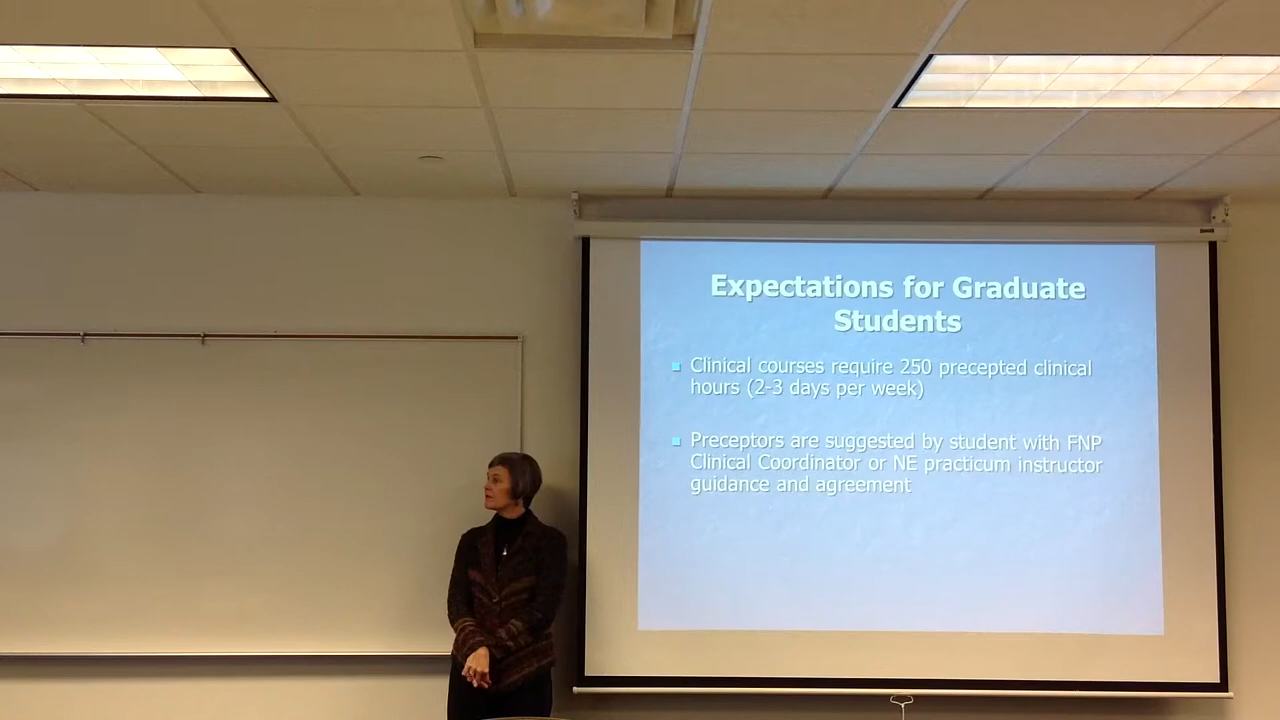 Expectations for Graduate
Students
Clinical courses require 250 precepted clinical
hours (2-3 days per week)
Preceptors are suggested by student with FNP
Clinical Coordinator or NE practicum instructor
guidance and agreement